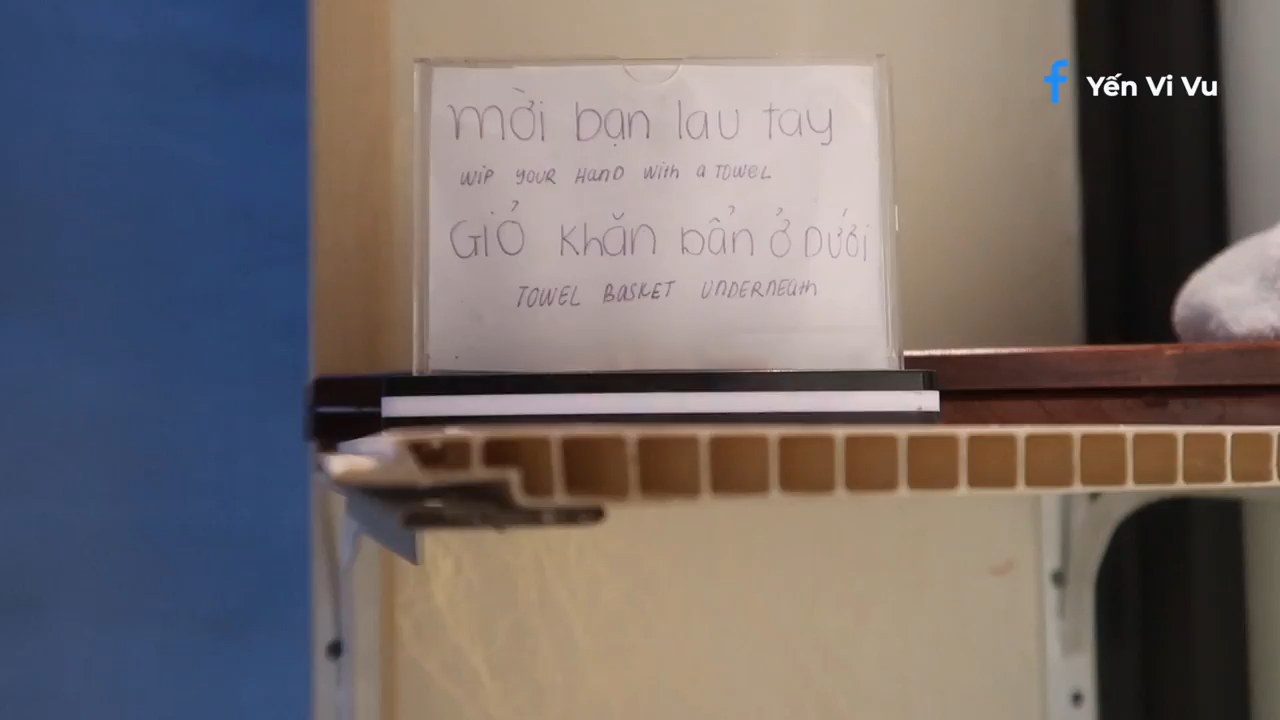 Yến Vi Vu
mời bạn lau tay
WIP YOUR HAND With a TOWEL
GIỎ Khăn bẩn Ở DƯỚI
TOWEL BASKET UNDERNEATH